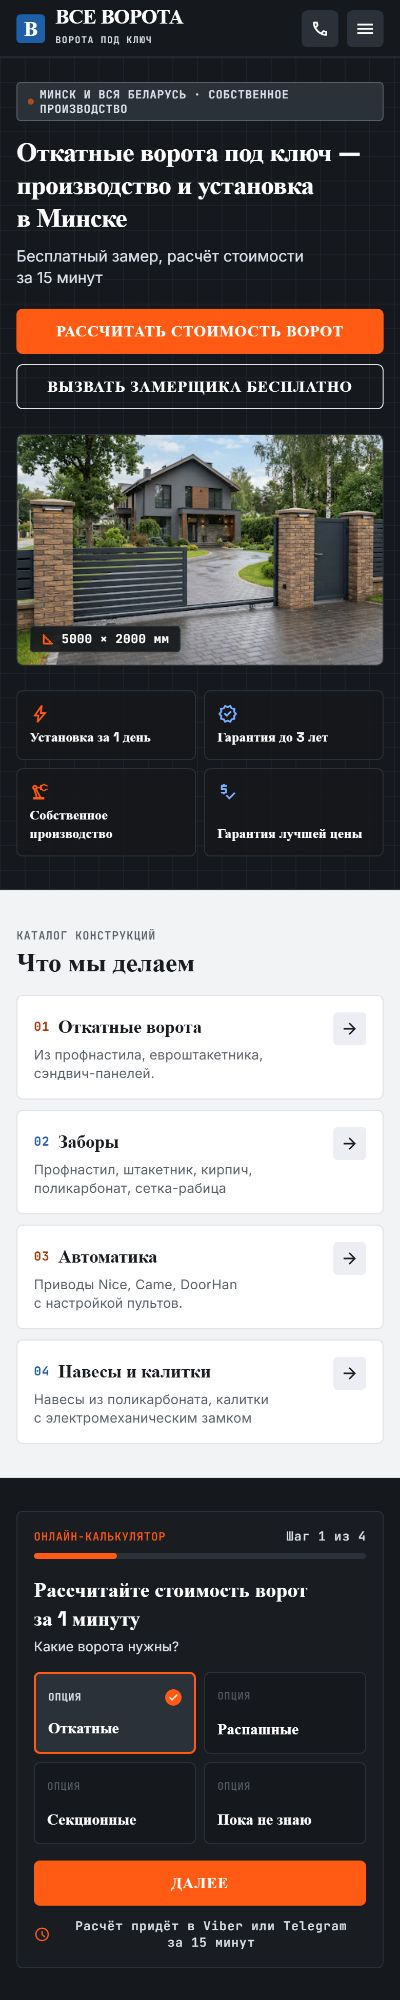 В
ВСЕ ВОРОТА
ВОРОТА ПОД КЛЮЧ
МИНСК И ВСЯ БЕЛАРУСЬ · СОБСТВЕННОЕ
ПРОИЗВОДСТВО
Откатные ворота под ключ —
производство и установка
в Минске
Бесплатный замер, расчёт стоимости
за 15 минут
РАССЧИТАТЬ СТОИМОСТЬ ВОРОТ
ВЫЗВАТЬ ЗАМЕРЩИКА БЕСПЛАТНО
5000 × 2000 мм
Установка за 1 день
Гарантия до 3 лет
Собственное
производство
Гарантия лучшей цены
КАТАЛОГ КОНСТРУКЦИЙ
Что мы делаем
01 Откатные ворота
Из профнастила, евроштакетника,
сэндвич-панелей.
02 Заборы
Профнастил, штакетник, кирпич,
поликарбонат, сетка-рабица
03 Автоматика
Приводы Nice, Came, DoorHan
с настройкой пультов.
04 Навесы и калитки
Навесы из поликарбоната, калитки
с электромеханическим замком
ОНЛАЙН-КАЛЬКУЛЯТОР
Шаг 1 из 4
Рассчитайте стоимость ворот
за 1 минуту
Какие ворота нужны?
ОПЦИЯ
Откатные
ОПЦИЯ
Распашные
ОПЦИЯ
Секционные
ОПЦИЯ
Пока не знаю
ДАЛЕЕ
Расчёт придёт в Viber или Telegram
за 15 минут